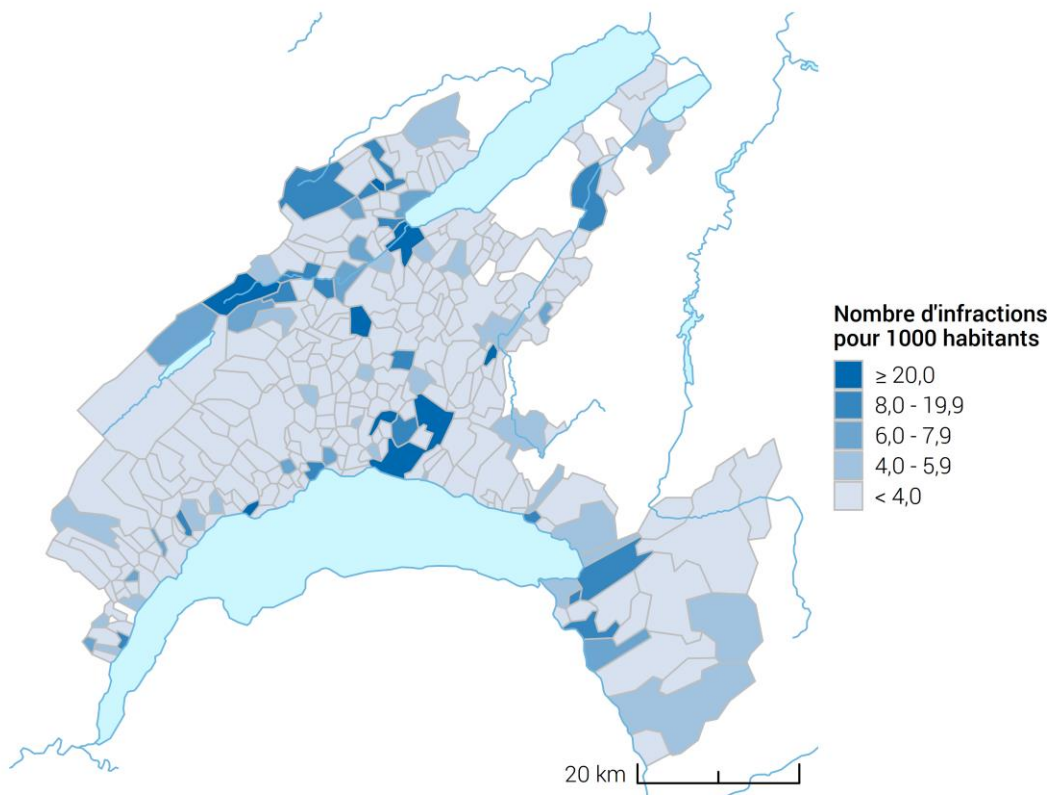 Nombre d'infractions
pour 1000 habitants
≥ 20,0
8,0 - 19,9
6,0 - 7,9
4,0 - 5,9
< 4,0
20 km